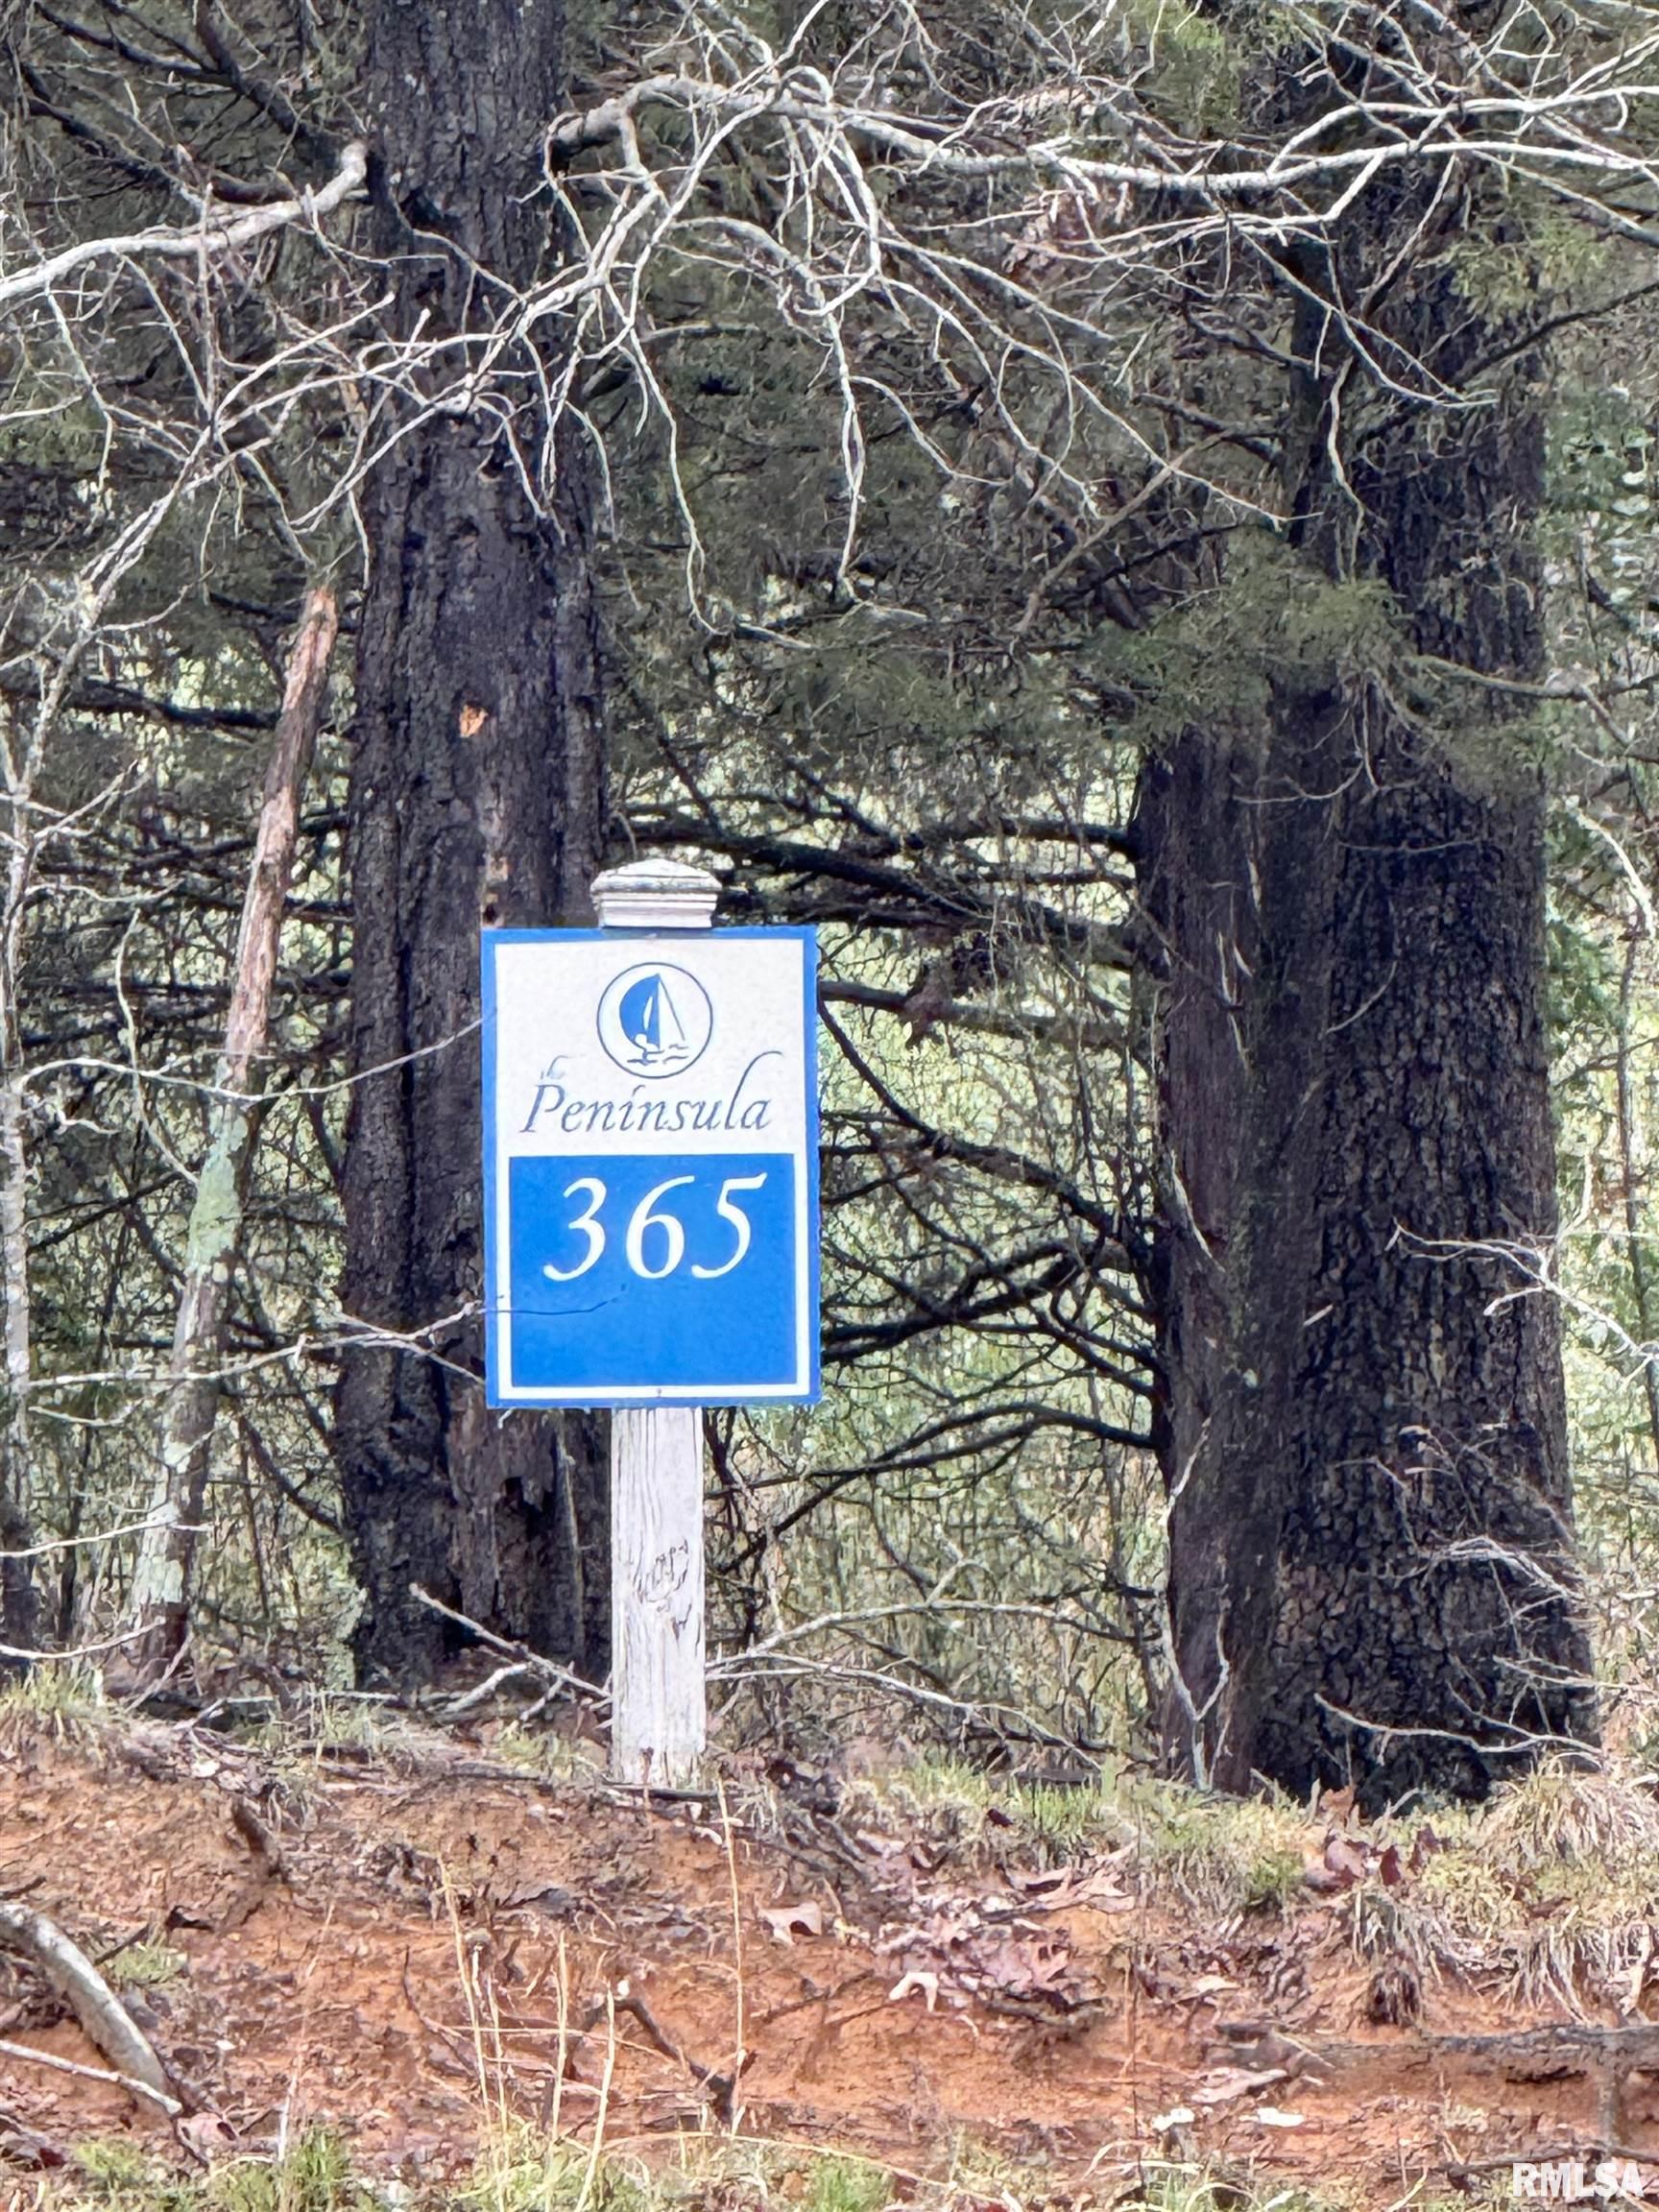 the
Peninsula
365
RMLSA